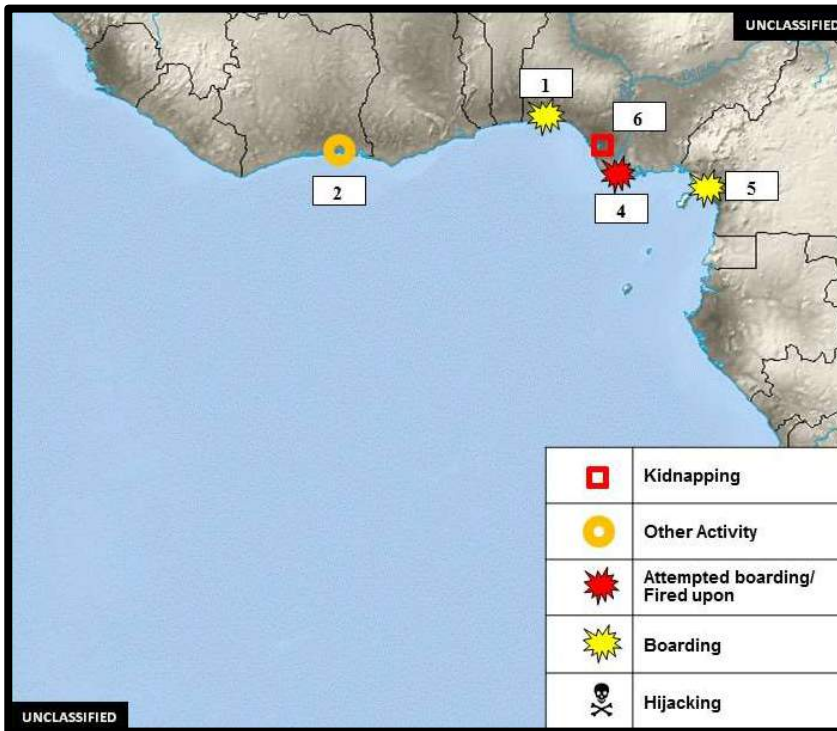 UNCLASSIFIED
1
6
2
4
5
Kidnapping
Other Activity
Attempted boarding/
Fired upon
Boarding
Hijacking
UNCLASSIFIED